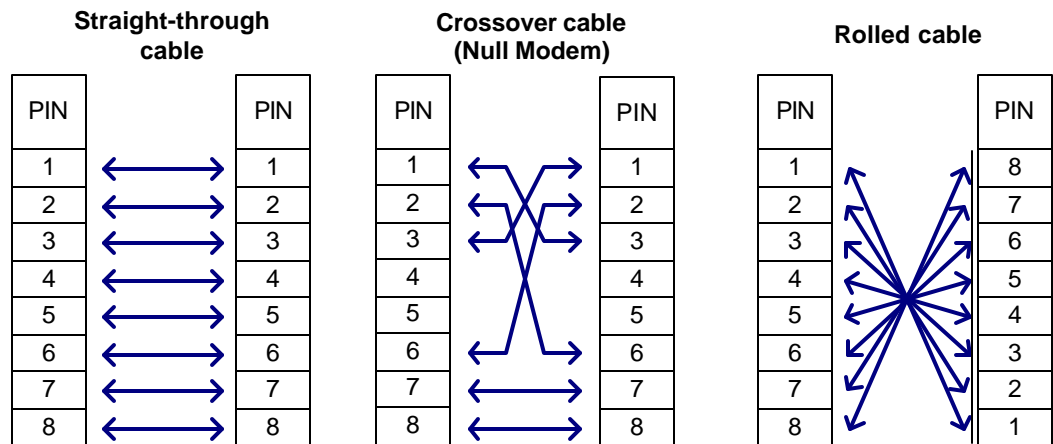 Straight-through
cable
Crossover cable
(Null Modem)
Rolled cable
PIN PIN PIN PIN PIN PIN
1 1 1 1 1 8
2 2 2 2 2 7
3 3 3 3 3 6
4 4 4 4 4 5
5 5 5 5 5 4
6 6 6 6 6 3
7 7 7 7 7 2
8 8 8 8 8 1